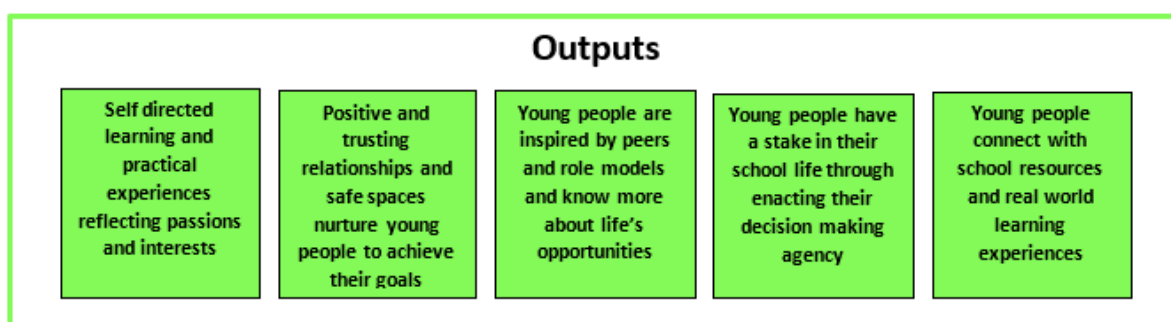 Outputs
Self directed
learning and
practical
experiences
reflecting passions
and interests
Positive and
trusting
relationships and
safe spaces
nurture young
people to achieve
their goals
Young people are
inspired by peers
and role models
and know more
about life's
opportunities
Young people have
a stake in their
school life through
enacting their
decision making
agency
Young people
connect with
school resources
and real world
learning
experiences